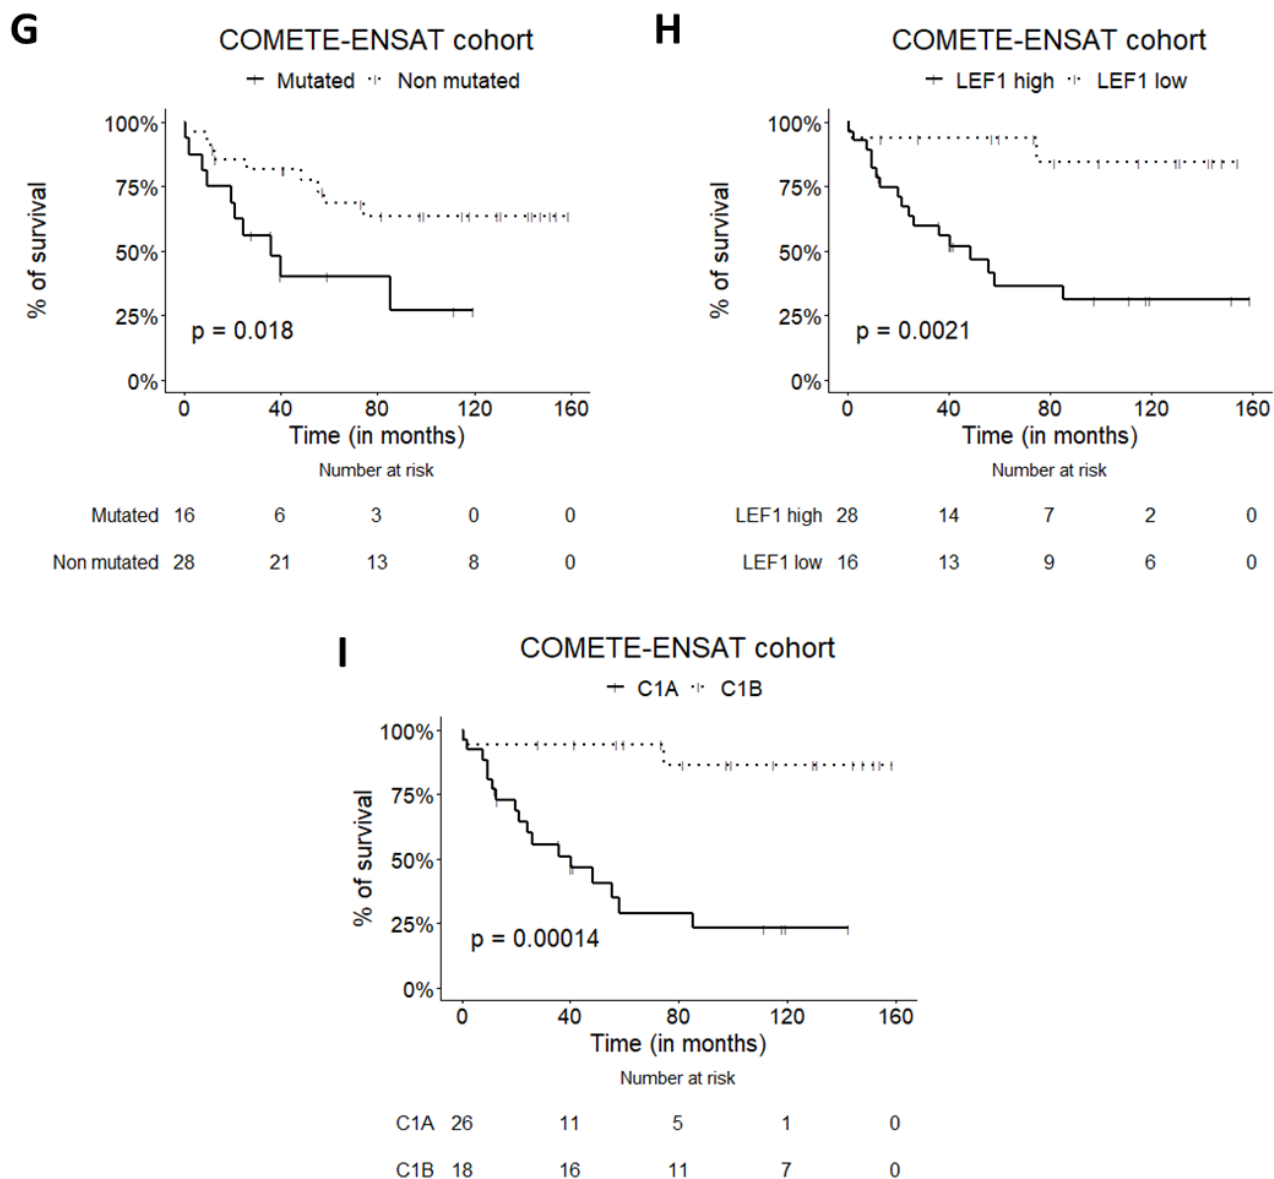 G
COMETE-ENSAT cohort
Mutated Non mutated
100%
75%
50%
25%
0%
% of survival
p = 0.018
0 40 80 120 160
Time (in months)
Number at risk
Mutated 16 6 3 0 0
Non mutated 28 21 13 8 0
H
COMETE-ENSAT cohort
LEF1 high LEF1 low
100%
75%
50%
25%
0%
% of survival
p = 0.0021
0 40 80 120 160
Time (in months)
Number at risk
LEF1 high 28 14 7 2 0
LEF1 low 16 13 9 6 0
I
COMETE-ENSAT cohort
C1A C1B
100%
75%
50%
25%
0%
% of survival
p = 0.00014
0 40 80 120 160
Time (in months)
Number at risk
C1A 26 11 5 1 0
C1B 18 16 11 7 0